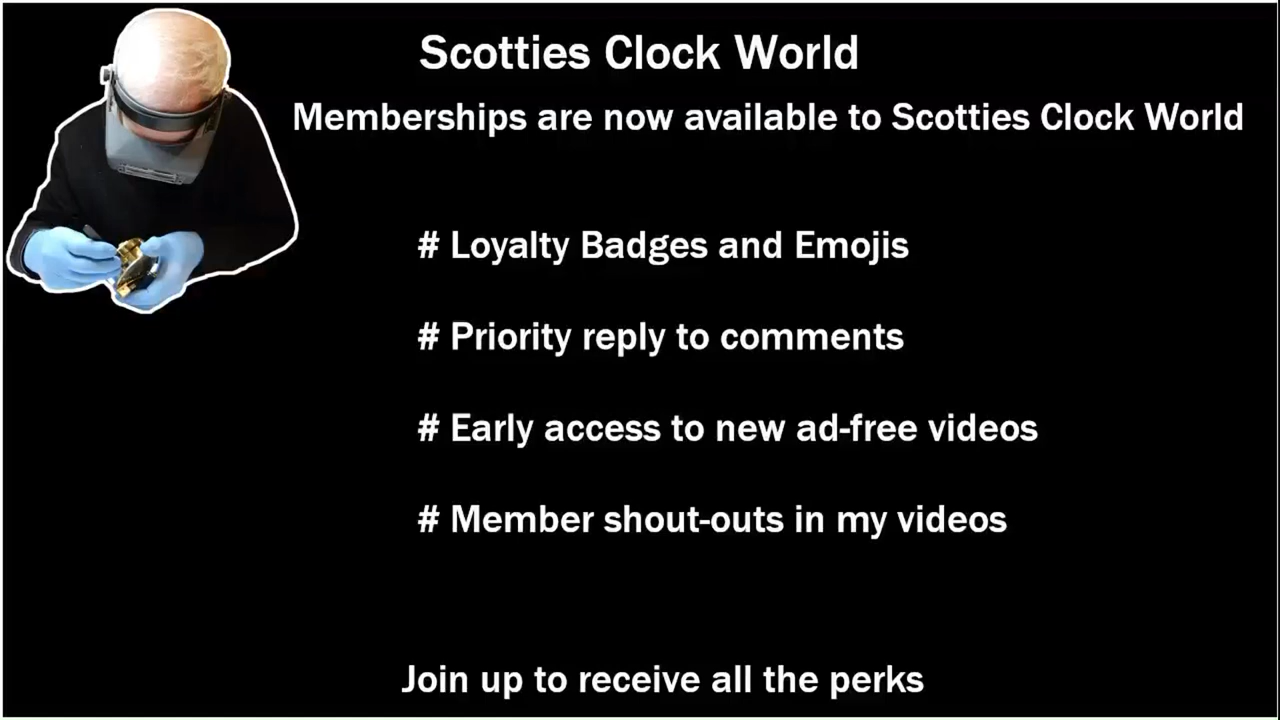 Scotties Clock World
Memberships are now available to Scotties Clock World
# Loyalty Badges and Emojis
# Priority reply to comments
# Early access to new ad-free videos
# Member shout-outs in my videos
Join up to receive all the perks